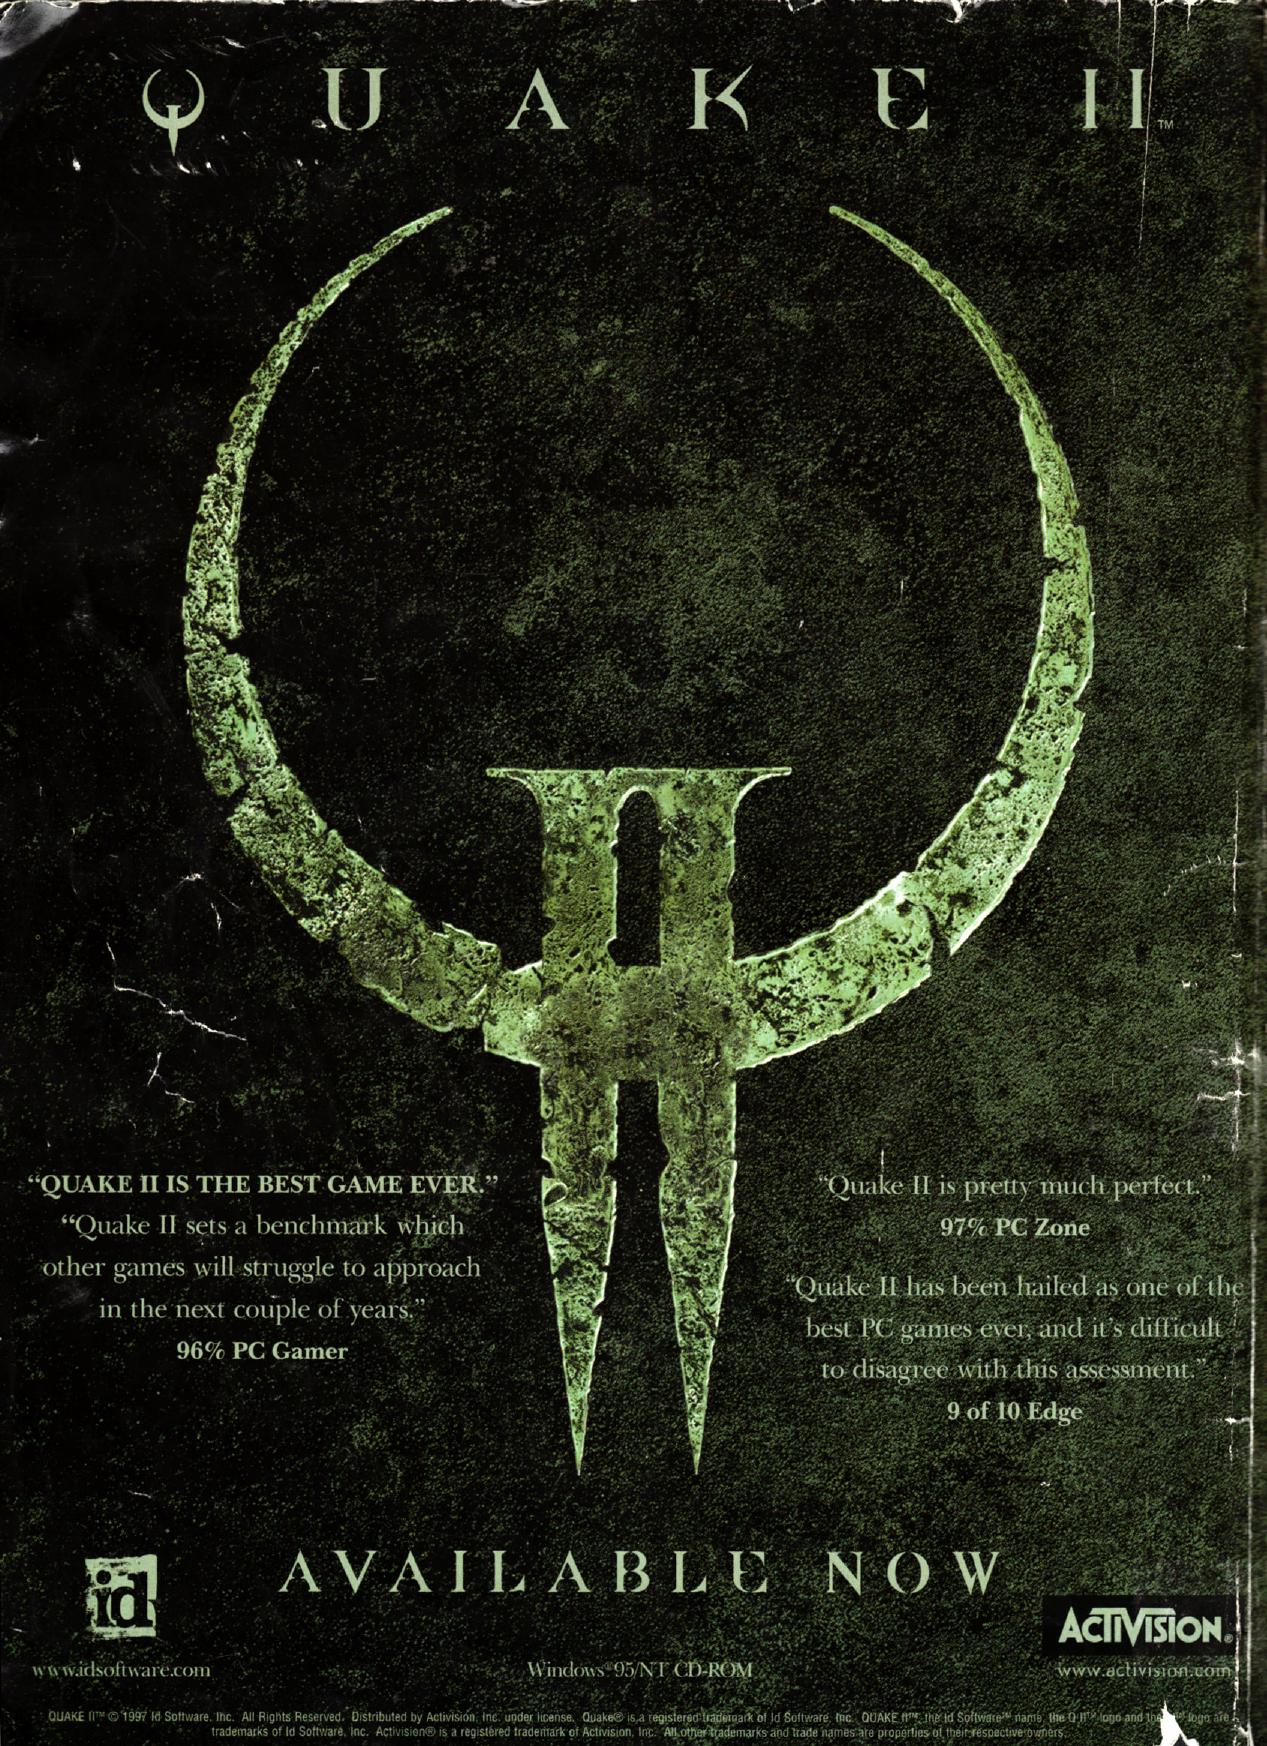 QUAKE II™
“QUAKE II IS THE BEST GAME EVER.”
“Quake II sets a benchmark which
other games will struggle to approach
in the next couple of years.”
96% PC Gamer
“Quake II is pretty much perfect.”
97% PC Zone
“Quake II has been hailed as one of the
best PC games ever, and it’s difficult
to disagree with this assessment.”
9 of 10 Edge
AVAILABLE NOW
id
ACTIVISION®
www.idsoftware.com
Windows® 95/NT CD-ROM
www.activision.com
QUAKE II™ © 1997 Id Software, Inc. All Rights Reserved. Distributed by Activision, Inc. under license. Quake® is a registered trademark of Id Software, Inc. QUAKE II™, the Id Software™ name, the Q II™ logo and the logo are
trademarks of Id Software, Inc. Activision® is a registered trademark of Activision, Inc. All other trademarks and trade names are properties of their respective owners.